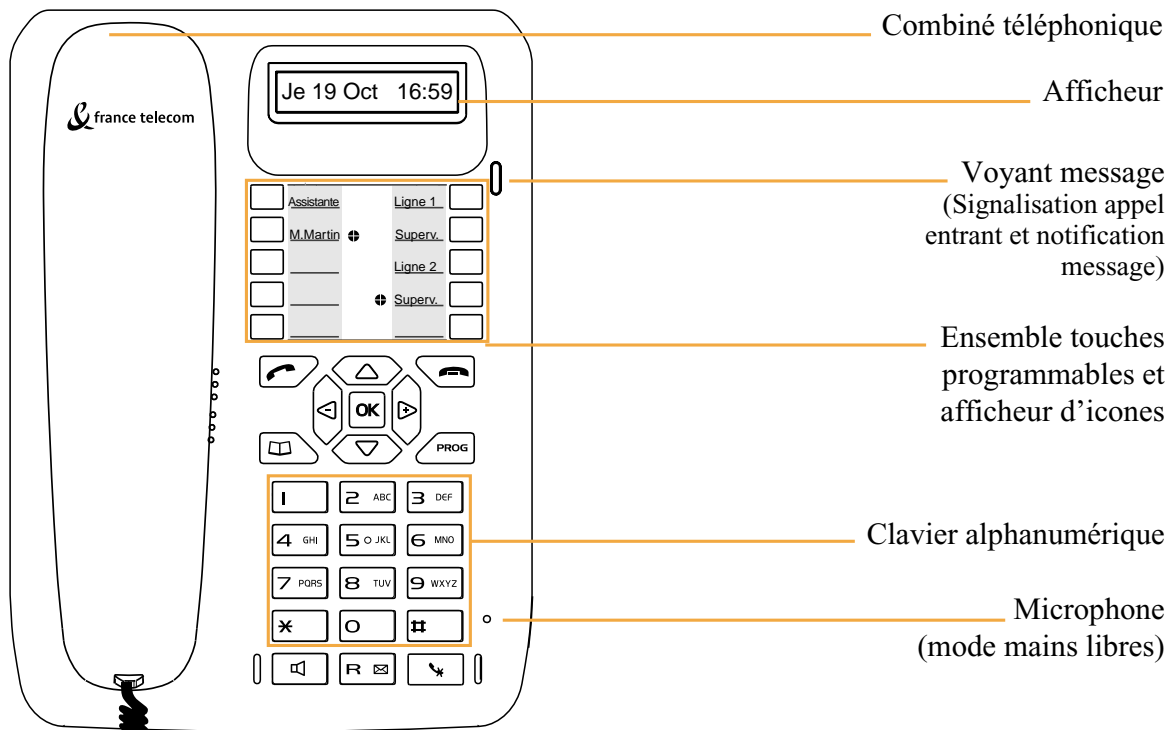 Combiné téléphonique
Je 19 Oct 16:59
Afficheur
france telecom
Voyant message
(Signalisation appel
entrant et notification
message)
Assistante Ligne 1
M.Martin Superv.
Ligne 2
Superv.
Ensemble touches
programmables et
afficheur d’icones
OK
PROG
1 2 ABC 3 DEF
4 GHI 5 JKL 6 MNO
7 PQRS 8 TUV 9 WXYZ
* 0 #
Clavier alphanumérique
Microphone
(mode mains libres)
R